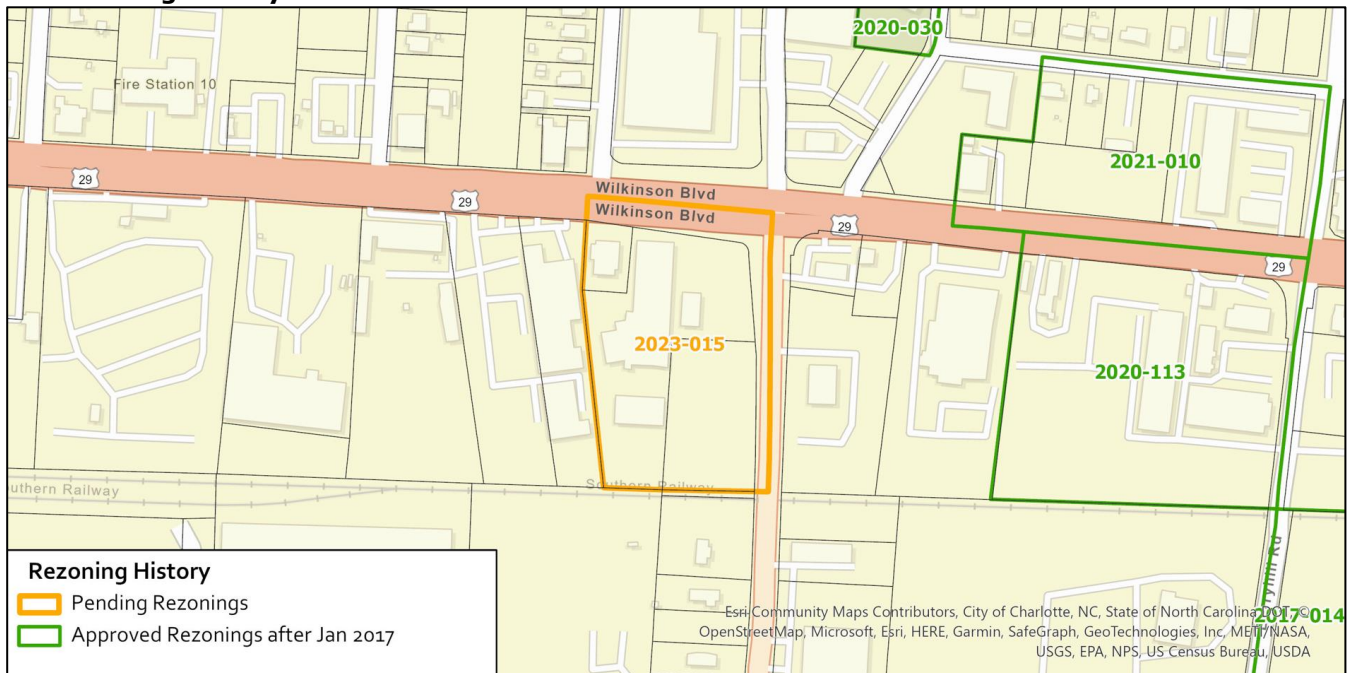 2020-030
Fire Station 10
2021-010
29
Wilkinson Blvd
29
Wilkinson Blvd
29
29
2023-015
2020-113
uthern Railway
Southern Railway
Rezoning History
Pending Rezonings
Approved Rezonings after Jan 2017
2017-014
Esri Community Maps Contributors, City of Charlotte, NC, State of North Carolina DOT, ©
OpenStreetMap, Microsoft, Esri, HERE, Garmin, SafeGraph, GeoTechnologies, Inc, METI/NASA,
USGS, EPA, NPS, US Census Bureau, USDA